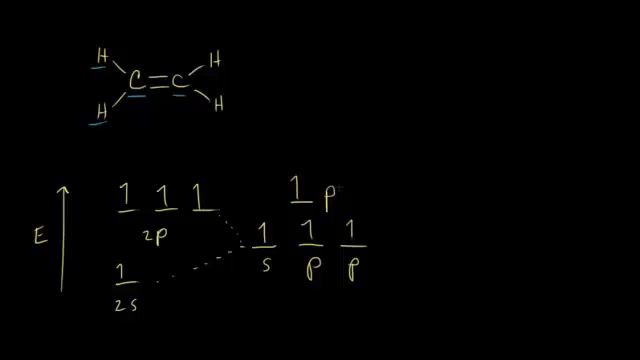 H H
C = C
H H
1 1 1 1 p
E 2p 1 1 1
1 s p p
2s